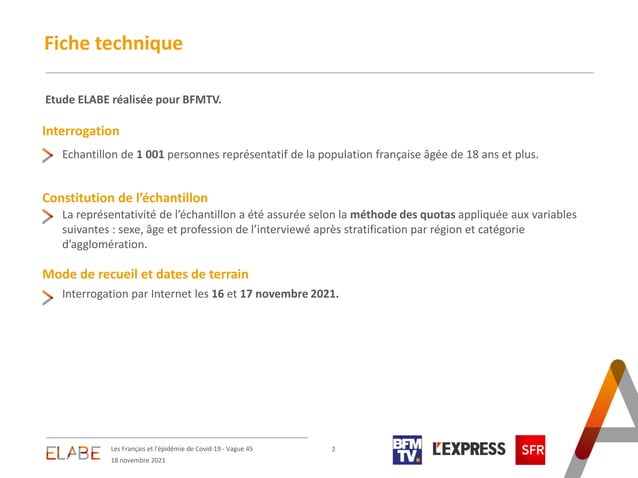 Fiche technique
Etude ELABE réalisée pour BFMTV.
Interrogation
Echantillon de 1 001 personnes représentatif de la population française âgée de 18 ans et plus.
Constitution de l’échantillon
La représentativité de l’échantillon a été assurée selon la méthode des quotas appliquée aux variables
suivantes : sexe, âge et profession de l’interviewé après stratification par région et catégorie
d’agglomération.
Mode de recueil et dates de terrain
Interrogation par Internet les 16 et 17 novembre 2021.
ELABE
Les Français et l'épidémie de Covid-19 - Vague 45
18 novembre 2021
2
BFM
TV.
L'EXPRESS
SFR